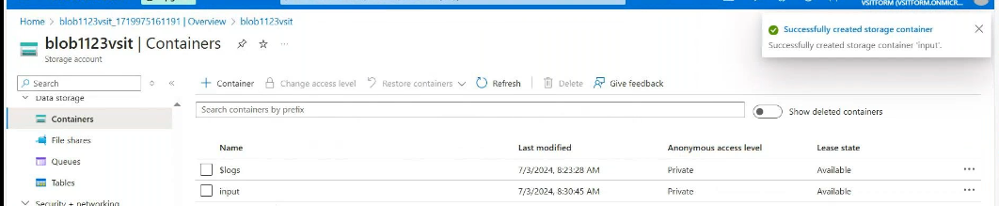 VSITFORM (VSITFORM.ONMICR...
Home > blob1123vsit_1719975161191 | Overview > blob1123vsit
blob1123vsit | Containers
Storage account
Successfully created storage container
Successfully created storage container 'input'.
Search
Container
Change access level
Restore containers
Refresh
Delete
Give feedback
Data storage
Containers
File shares
Queues
Tables
Security + networking
Search containers by prefix
Show deleted containers
Name Last modified Anonymous access level Lease state
$logs 7/3/2024, 8:23:28 AM Private Available
input 7/3/2024, 8:30:45 AM Private Available